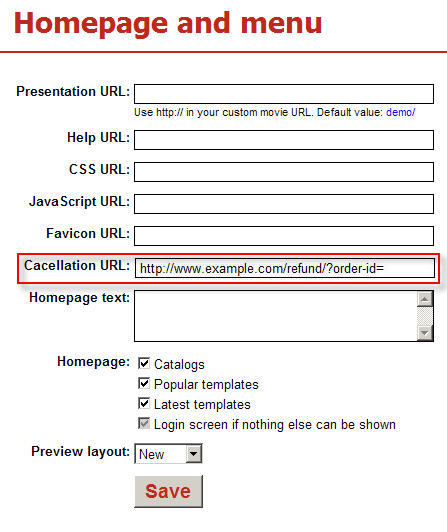 Homepage and menu
Presentation URL:
Use http:// in your custom movie URL. Default value: demo/
Help URL:
CSS URL:
JavaScript URL:
Favicon URL:
Cacellation URL: http://www.example.com/refund/?order-id=
Homepage text:
Homepage: Catalogs
Popular templates
Latest templates
Login screen if nothing else can be shown
Preview layout: New
Save